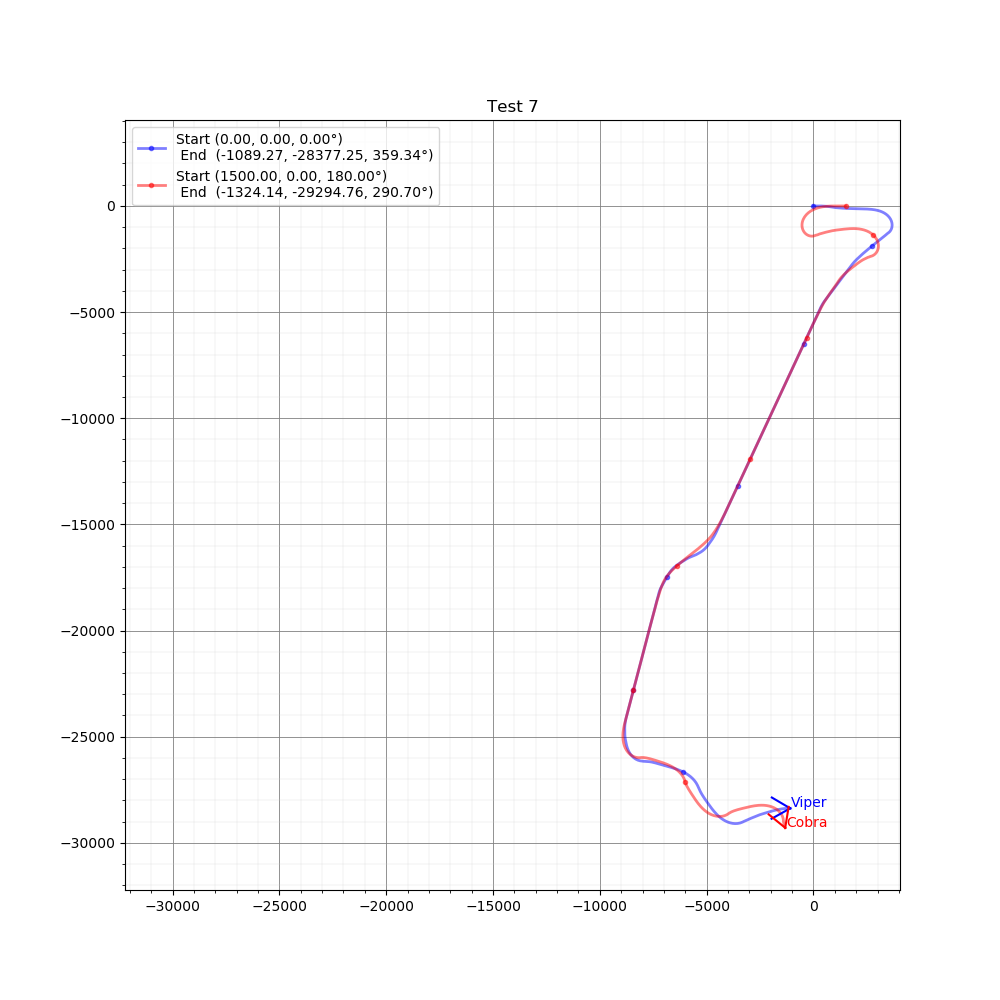 Test 7
Start (0.00, 0.00, 0.00°)
End  (-1089.27, -28377.25, 359.34°)
Start (1500.00, 0.00, 180.00°)
End  (-1324.14, -29294.76, 290.70°)
0
−5000
−10000
−15000
−20000
−25000
−30000
Viper
Cobra
−30000 −25000 −20000 −15000 −10000 −5000 0